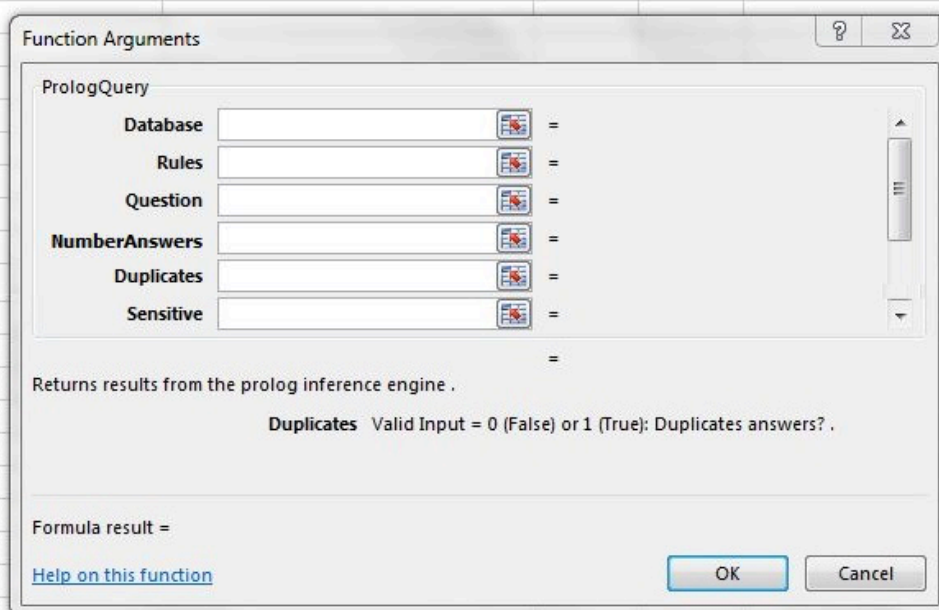 Function Arguments
PrologQuery
Database =
Rules =
Question =
NumberAnswers =
Duplicates =
Sensitive =
=
Returns results from the prolog inference engine .
Duplicates Valid Input = 0 (False) or 1 (True): Duplicates answers? .
Formula result =
Help on this function
OK Cancel